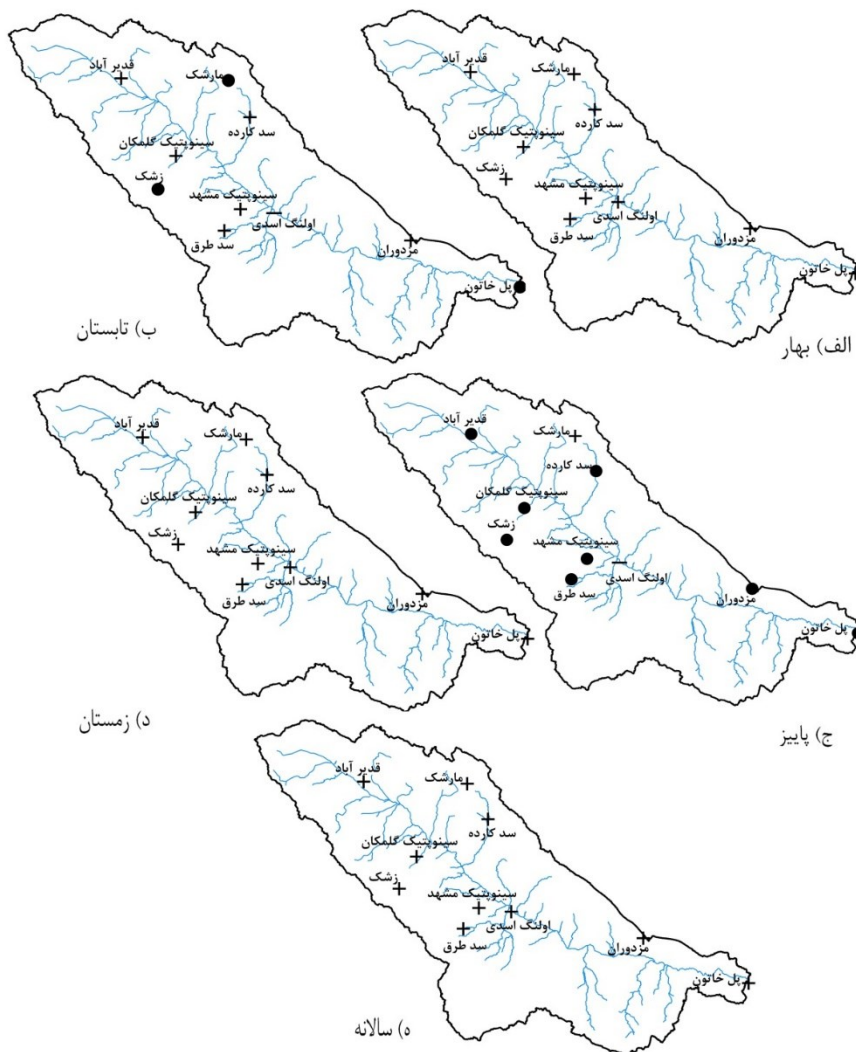 قدیر آباد
مارشک
سد کارده
سینوپتیک گلمکان
زشک
سینوپتیک مشهد
اولنگ اسدی
سد طرق
مزدوران
پل خاتون
الف) بهار
قدیر آباد
مارشک
سد کارده
سینوپتیک گلمکان
زشک
سینوپتیک مشهد
اولنگ اسدی
سد طرق
مزدوران
پل خاتون
ب) تابستان
قدیر آباد
مارشک
سد کارده
سینوپتیک گلمکان
زشک
سینوپتیک مشهد
اولنگ اسدی
سد طرق
مزدوران
پل خاتون
ج) پاییز
قدیر آباد
مارشک
سد کارده
سینوپتیک گلمکان
زشک
سینوپتیک مشهد
اولنگ اسدی
سد طرق
مزدوران
پل خاتون
د) زمستان
قدیر آباد
مارشک
سد کارده
سینوپتیک گلمکان
زشک
سینوپتیک مشهد
اولنگ اسدی
سد طرق
مزدوران
پل خاتون
ه) سالانه